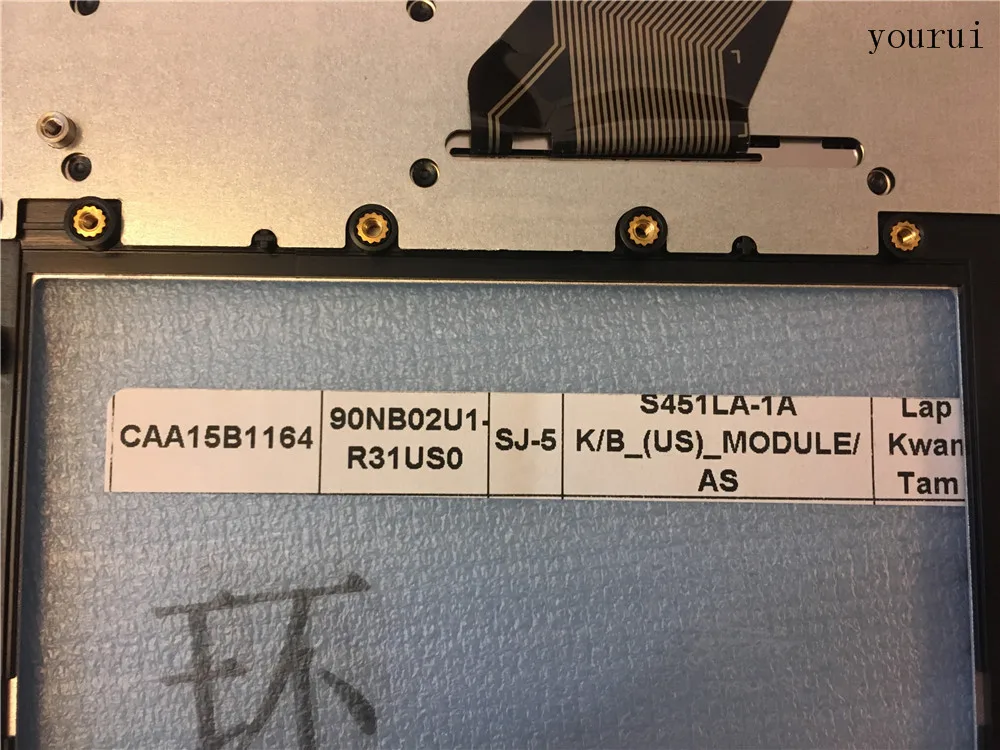 yourui
CAA15B1164
90NB02U1-
R31US0
SJ-5
S451LA-1A
K/B_(US)_MODULE/
AS
Lap
Kwan
Tam
环